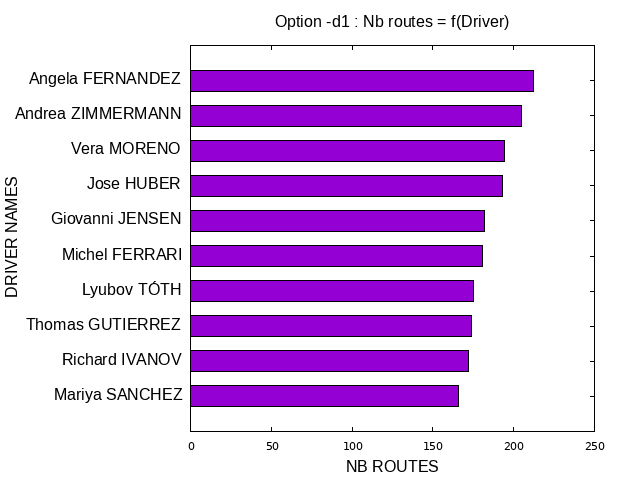 Option -d1 : Nb routes = f(Driver)
Angela FERNANDEZ
Andrea ZIMMERMANN
Vera MORENO
Jose HUBER
Giovanni JENSEN
Michel FERRARI
Lyubov TÓTH
Thomas GUTIERREZ
Richard IVANOV
Mariya SANCHEZ
DRIVER NAMES
0 50 100 150 200 250
NB ROUTES